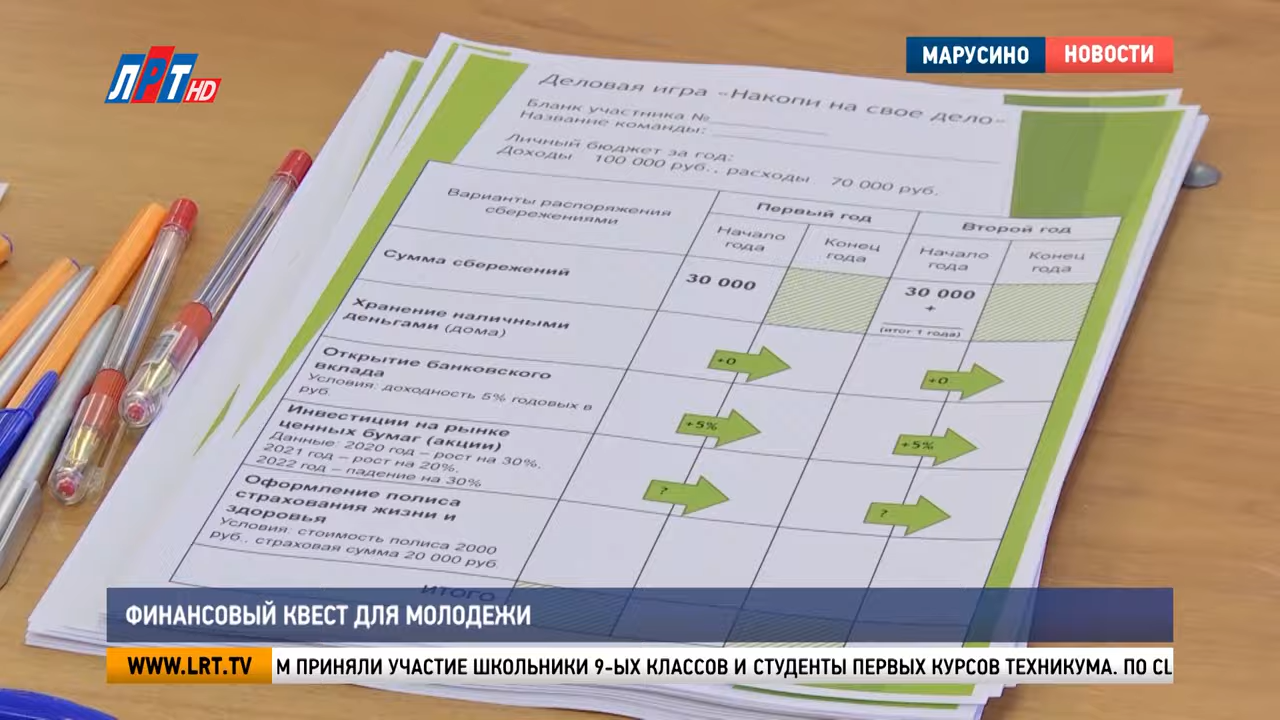 ЛРТ HD
МАРУСИНО НОВОСТИ
Деловая игра «Накопи на свое дело»
Бланк участника №
Название команды:
Личный бюджет за год:
Доходы 100 000 руб., расходы 70 000 руб.
Варианты распоряжения
сбережениями
Первый год
Второй год
Начало
года
Конец
года
Начало
года
Конец
года
Сумма сбережений
30 000
30 000
+
(итог 1 года)
Хранение наличными
деньгами (дома)
+0
+0
Открытие банковского
вклада
Условия: доходность 5% годовых в
руб.
+5%
+5%
Инвестиции на рынке
ценных бумаг (акции)
Данные: 2020 год – рост на 30%.
2021 год – рост на 20%.
2022 год – падение на 30%
?
?
Оформление полиса
страхования жизни и
здоровья
Условия: стоимость полиса 2000
руб., страховая сумма 20 000 руб.
ИТОГО
ФИНАНСОВЫЙ КВЕСТ ДЛЯ МОЛОДЕЖИ
WWW.LRT.TV М ПРИНЯЛИ УЧАСТИЕ ШКОЛЬНИКИ 9-ЫХ КЛАССОВ И СТУДЕНТЫ ПЕРВЫХ КУРСОВ ТЕХНИКУМА. ПО